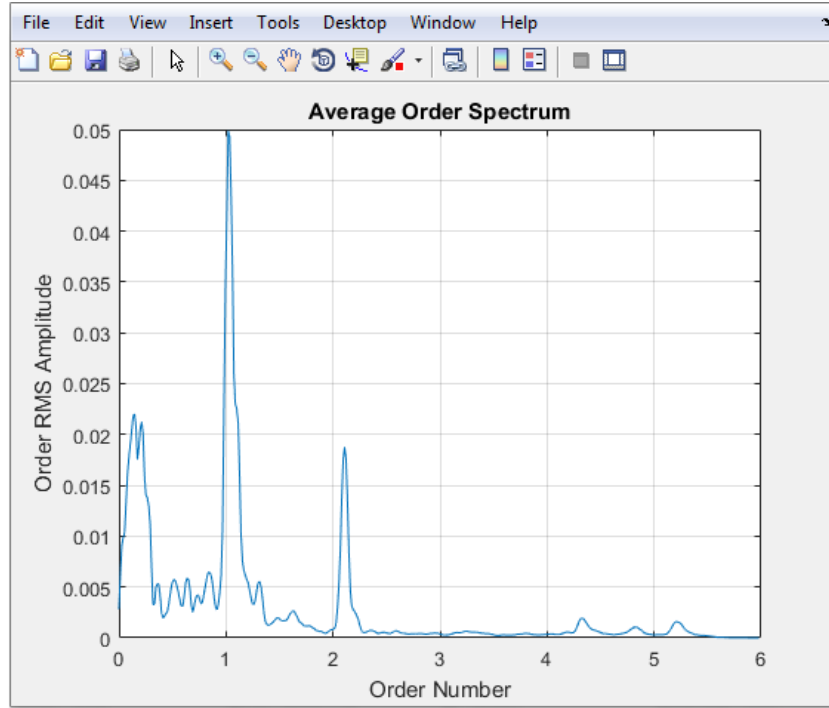 File Edit View Insert Tools Desktop Window Help
Average Order Spectrum
0.05
0.045
0.04
0.035
0.03
0.025
0.02
0.015
0.01
0.005
0
Order RMS Amplitude
0 1 2 3 4 5 6
Order Number